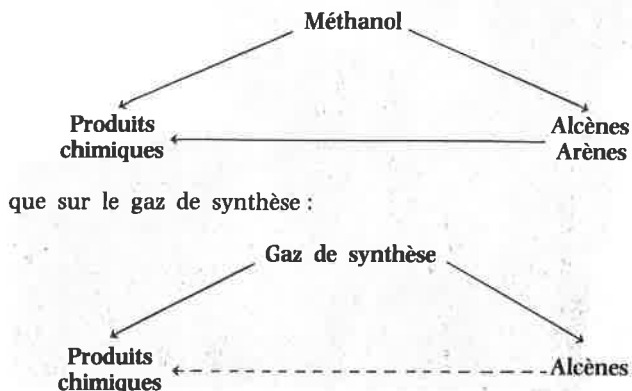 Méthanol
Produits Alcènes
chimiques Arènes
que sur le gaz de synthèse :
Gaz de synthèse
Produits Alcènes
chimiques